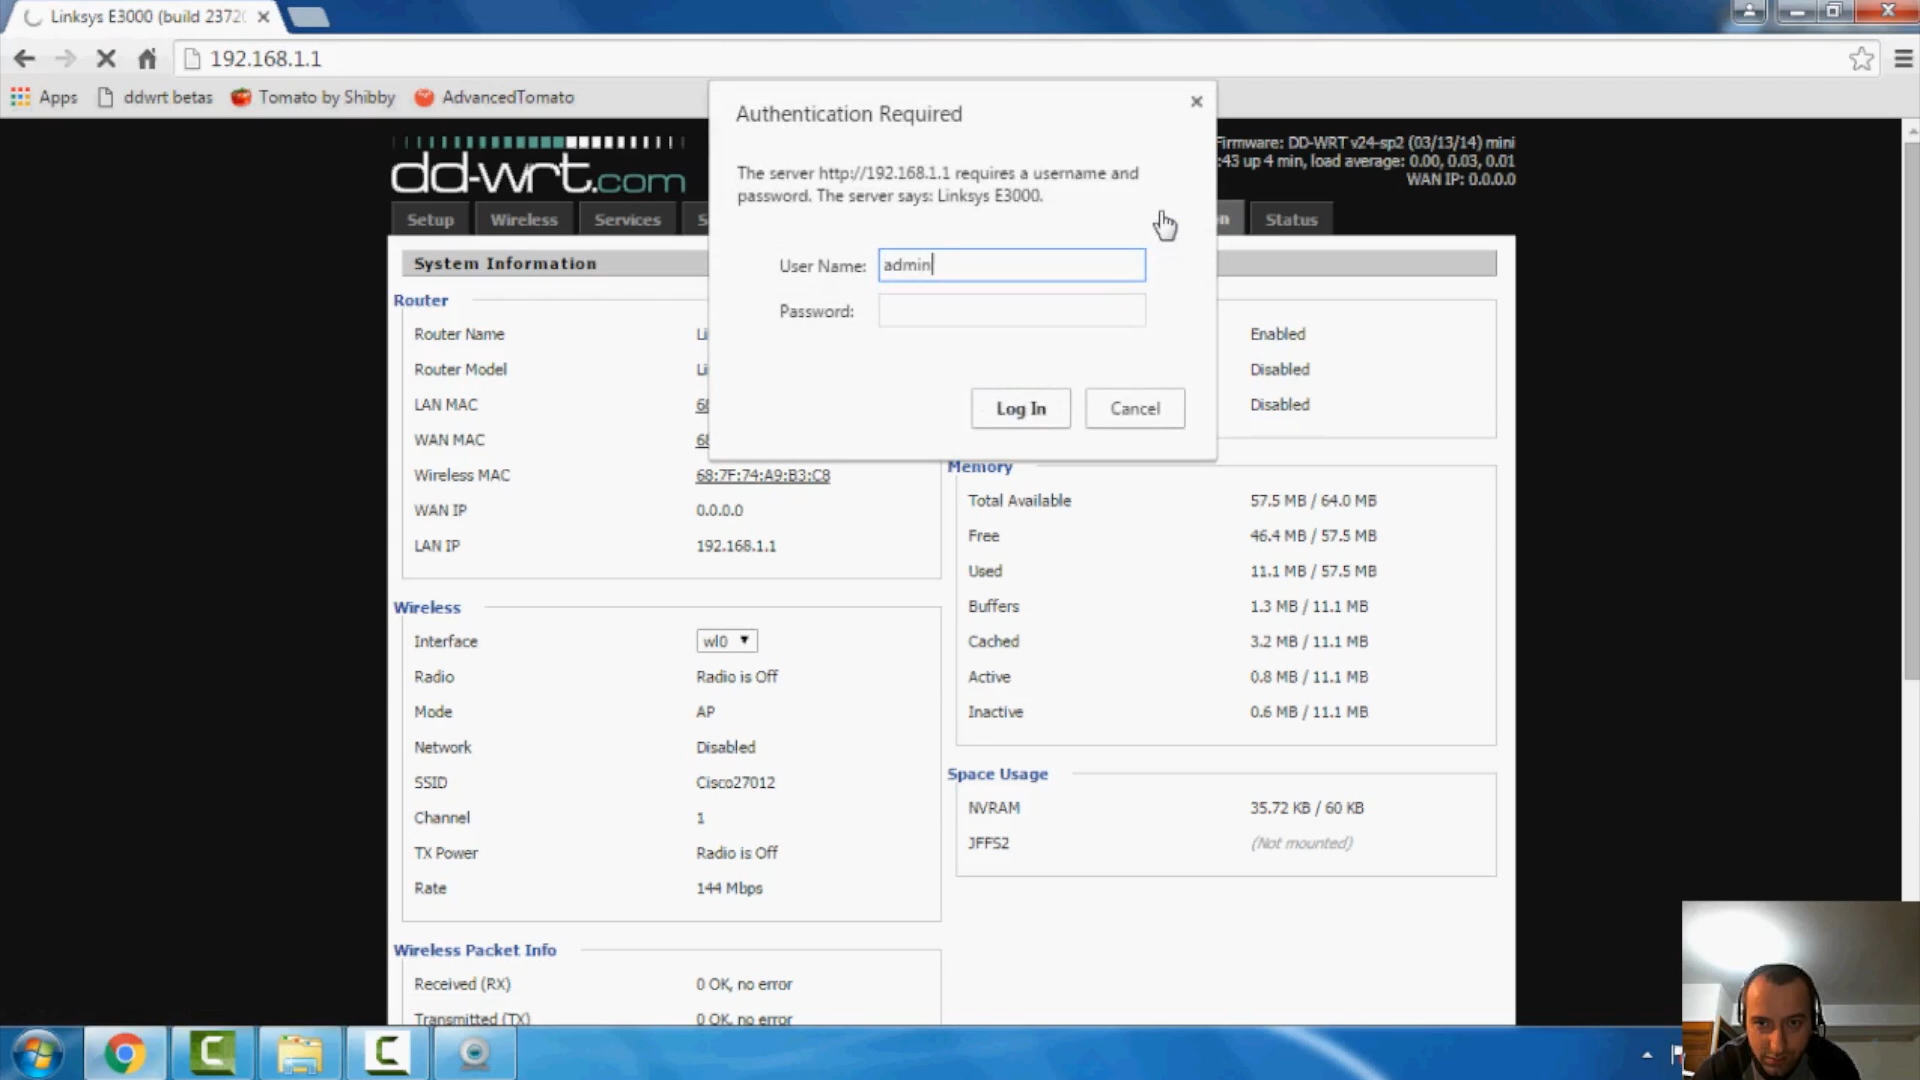 Linksys E3000 (build 2372
192.168.1.1
Apps
ddwrt betas
Tomato by Shibby
AdvancedTomato
dd-wrt.com
Firmware: DD-WRT v24-sp2 (03/13/14) mini
:43 up 4 min, load average: 0.00, 0.03, 0.01
WAN IP: 0.0.0.0
Setup
Wireless
Services
S
n
Status
Authentication Required
The server http://192.168.1.1 requires a username and
password. The server says: Linksys E3000.
User Name: admin
Password:
Log In
Cancel
System Information
Router
Router Name Li
Router Model Li
LAN MAC 68
WAN MAC 68
Wireless MAC 68:7F:74:A9:B3:C8
WAN IP 0.0.0.0
LAN IP 192.168.1.1
Wireless
Interface wl0
Radio Radio is Off
Mode AP
Network Disabled
SSID Cisco27012
Channel 1
TX Power Radio is Off
Rate 144 Mbps
Wireless Packet Info
Received (RX) 0 OK, no error
Transmitted (TX) 0 OK, no error
Enabled
Disabled
Disabled
Memory
Total Available 57.5 MB / 64.0 MB
Free 46.4 MB / 57.5 MB
Used 11.1 MB / 57.5 MB
Buffers 1.3 MB / 11.1 MB
Cached 3.2 MB / 11.1 MB
Active 0.8 MB / 11.1 MB
Inactive 0.6 MB / 11.1 MB
Space Usage
NVRAM 35.72 KB / 60 KB
JFFS2 (Not mounted)